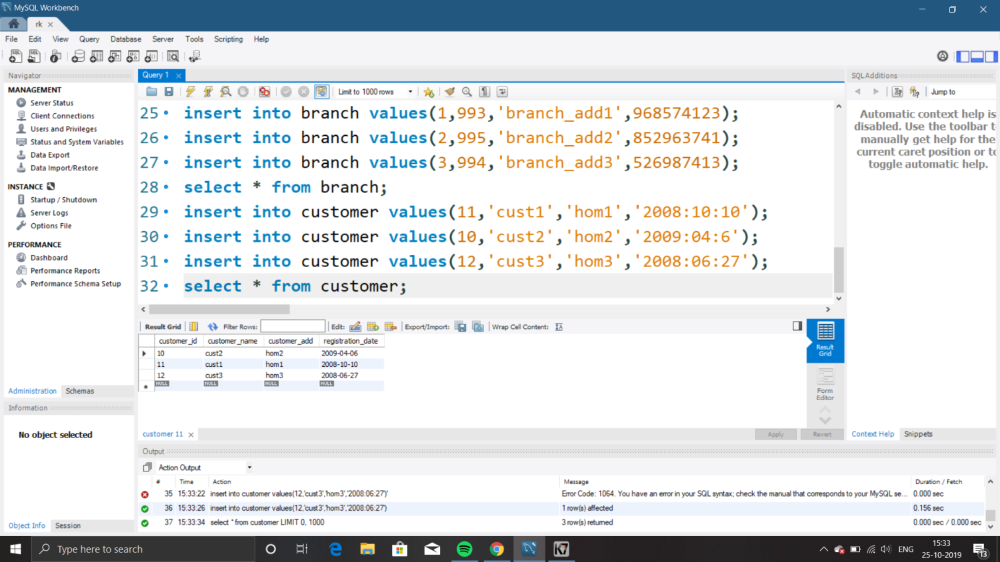 MySQL Workbench
rk
File Edit View Query Database Server Tools Scripting Help
Navigator
MANAGEMENT
Server Status
Client Connections
Users and Privileges
Status and System Variables
Data Export
Data Import/Restore
INSTANCE
Startup / Shutdown
Server Logs
Options File
PERFORMANCE
Dashboard
Performance Reports
Performance Schema Setup
Administration Schemas
Information
No object selected
Object Info Session
Query 1
Limit to 1000 rows
25 insert into branch values(1,993,'branch_add1',968574123);
26 insert into branch values(2,995,'branch_add2',852963741);
27 insert into branch values(3,994,'branch_add3',526987413);
28 select * from branch;
29 insert into customer values(11,'cust1','hom1','2008:10:10');
30 insert into customer values(10,'cust2','hom2','2009:04:6');
31 insert into customer values(12,'cust3','hom3','2008:06:27');
32 select * from customer;
Result Grid Filter Rows: Edit: Export/Import: Wrap Cell Content: IA
customer_id customer_name customer_add registration_date
10 cust2 hom2 2009-04-06
11 cust1 hom1 2008-10-10
12 cust3 hom3 2008-06-27
NULL NULL NULL NULL
Result
Grid
Form
Editor
customer 11
Apply Revert
SQLAdditions
Jump to
Automatic context help is
disabled. Use the toolbar t
manually get help for the
current caret position or to
toggle automatic help.
Context Help Snippets
Output
Action Output
# Time Action Message Duration / Fetch
35 15:33:22 insert into customer values(12,'cust3','hom3','2008:06:27')' Error Code: 1064. You have an error in your SQL syntax; check the manual that corresponds to your MySQL se... 0.000 sec
36 15:33:26 insert into customer values(12,'cust3','hom3','2008:06:27') 1 row(s) affected 0.156 sec
37 15:33:34 select * from customer LIMIT 0, 1000 3 row(s) returned 0.000 sec / 0.000 sec
Type here to search
K7
ENG
15:33
25-10-2019
13